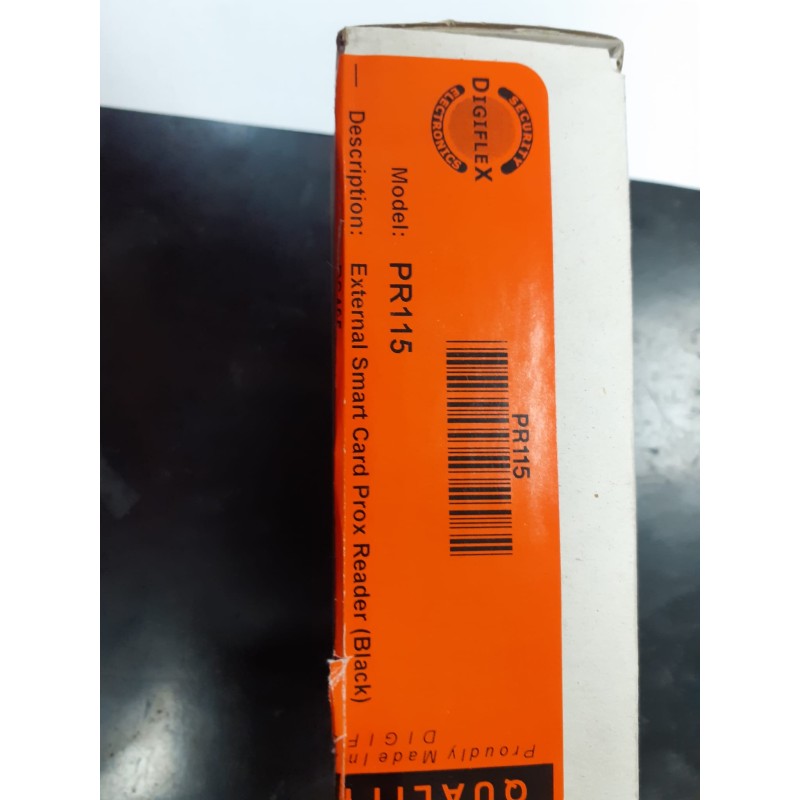 DIGIFLEX
SECURITY
ELECTRONICS
Model: PR115
Description: External Smart Card Prox Reader (Black)
PR115
Proudly Made In
DIGIF
QUALIT